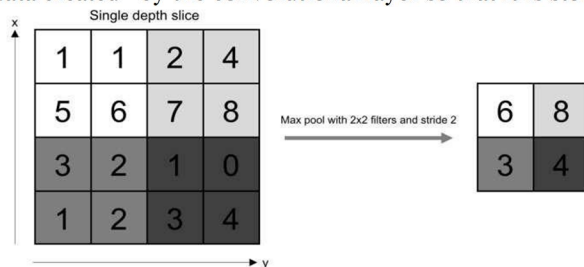 Single depth slice
x
1 1 2 4
5 6 7 8
3 2 1 0
1 2 3 4
y
Max pool with 2x2 filters and stride 2
6 8
3 4